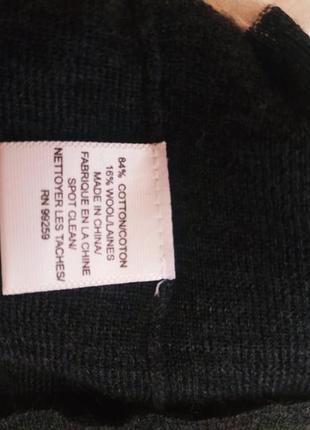 84% COTTON/COTON
16% WOOL/LAINES
MADE IN CHINA/
FABRIQUE EN LA CHINE
SPOT CLEAN/
NETTOYER LES TACHES/
RN 99259